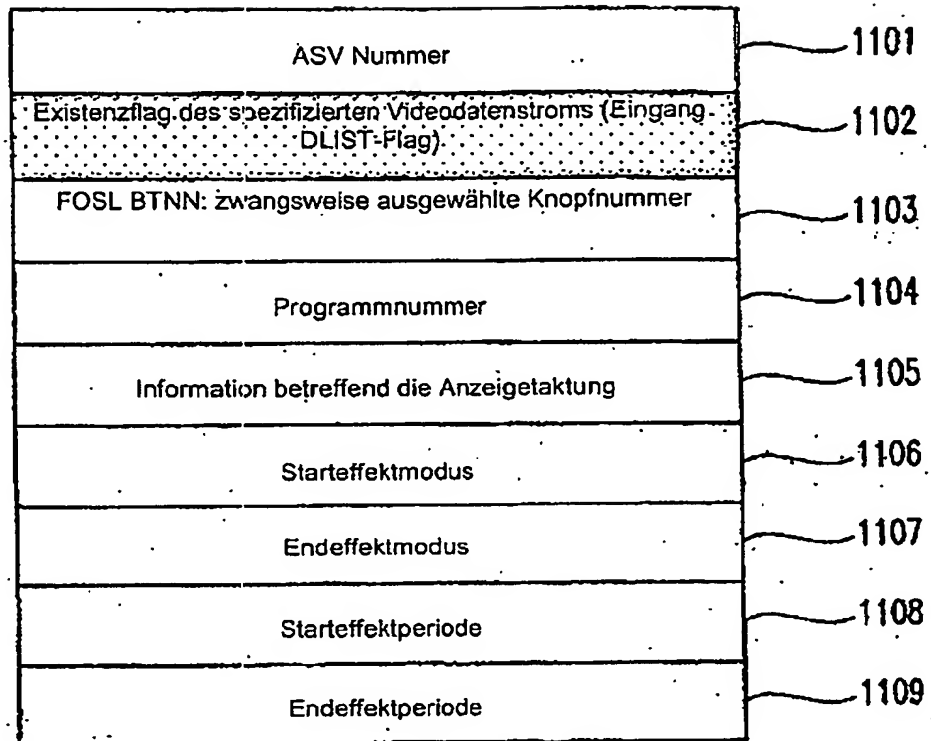 ASV Nummer
1101
Existenzflag des spezifizierten Videodatenstroms (Eingang
DLIST-Flag)
1102
FOSL BTNN: zwangsweise ausgewählte Knopfnummer
1103
Programmnummer
1104
Information betreffend die Anzeigetaktung
1105
Starteffektmodus
1106
Endeffektmodus
1107
Starteffektperiode
1108
Endeffektperiode
1109